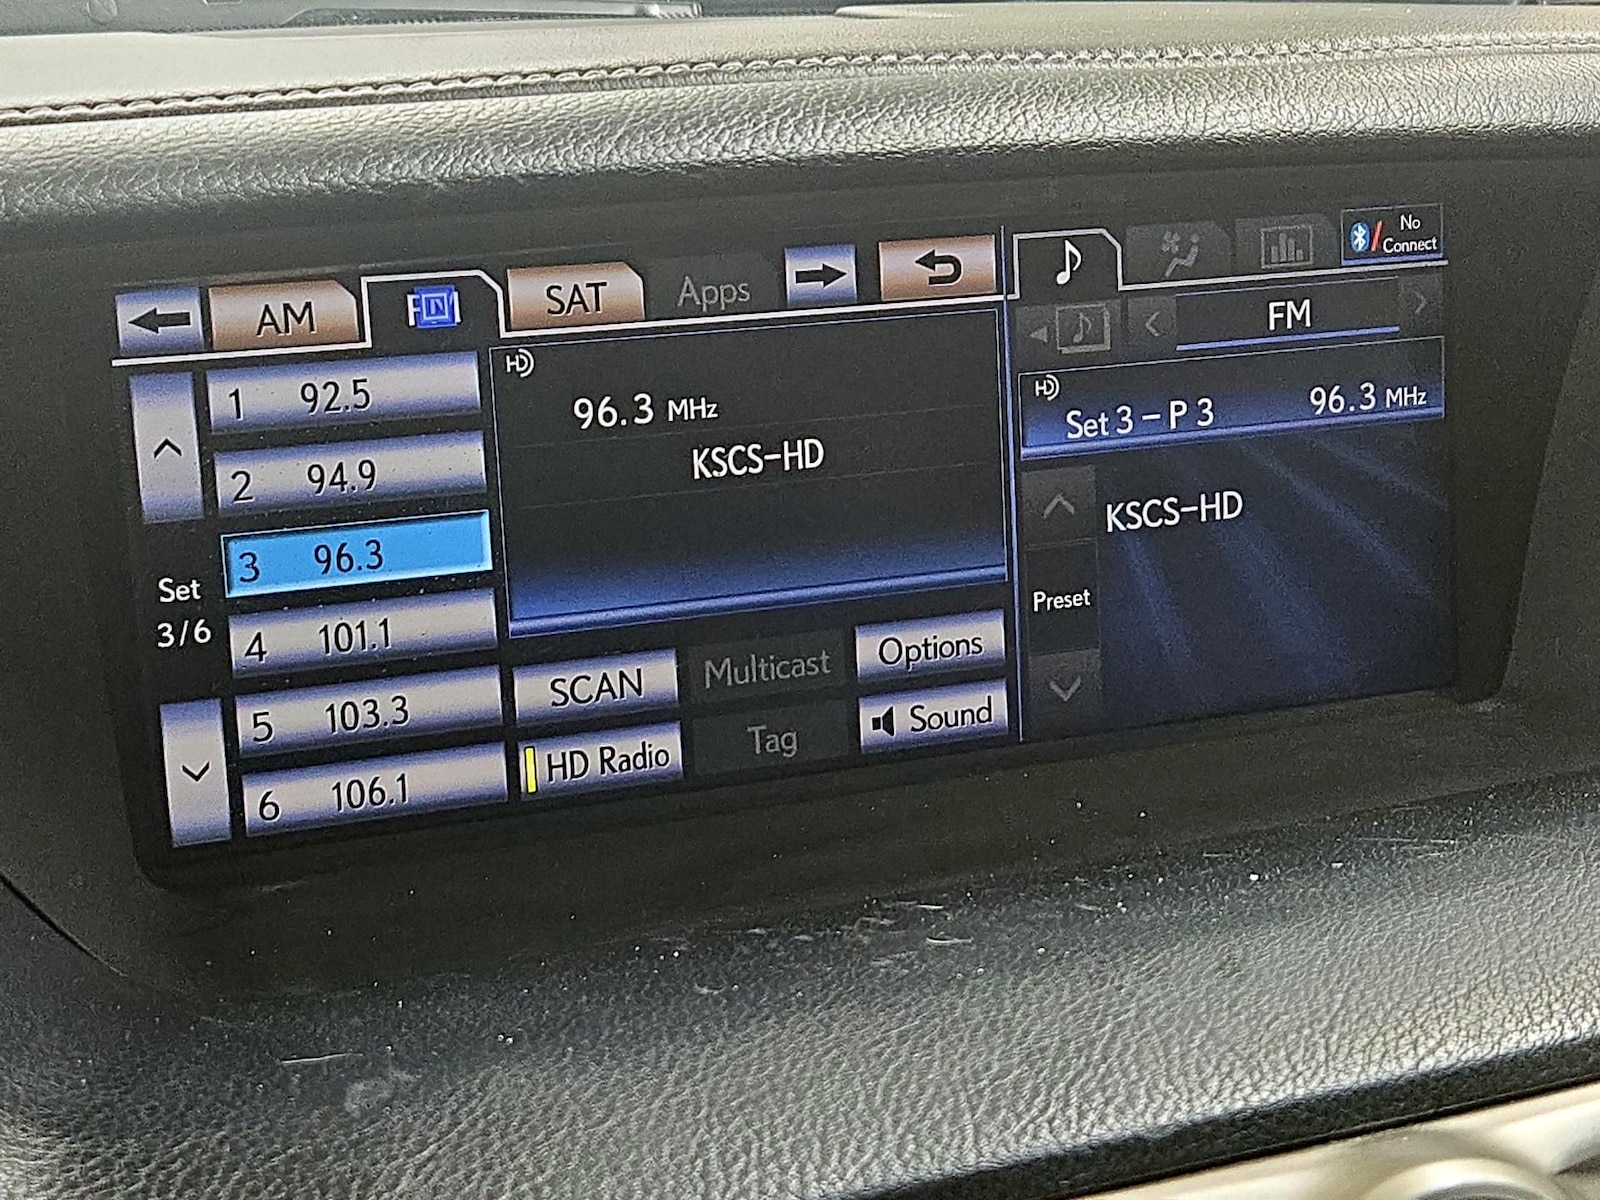 AM
SAT
Apps
No
Connect
FM
1 92.5
2 94.9
3 96.3
4 101.1
5 103.3
6 106.1
Set
3/6
HD
96.3 MHz
KSCS-HD
SCAN
Multicast
Options
HD Radio
Tag
Sound
HD
Set 3-P 3 96.3 MHz
KSCS-HD
Preset